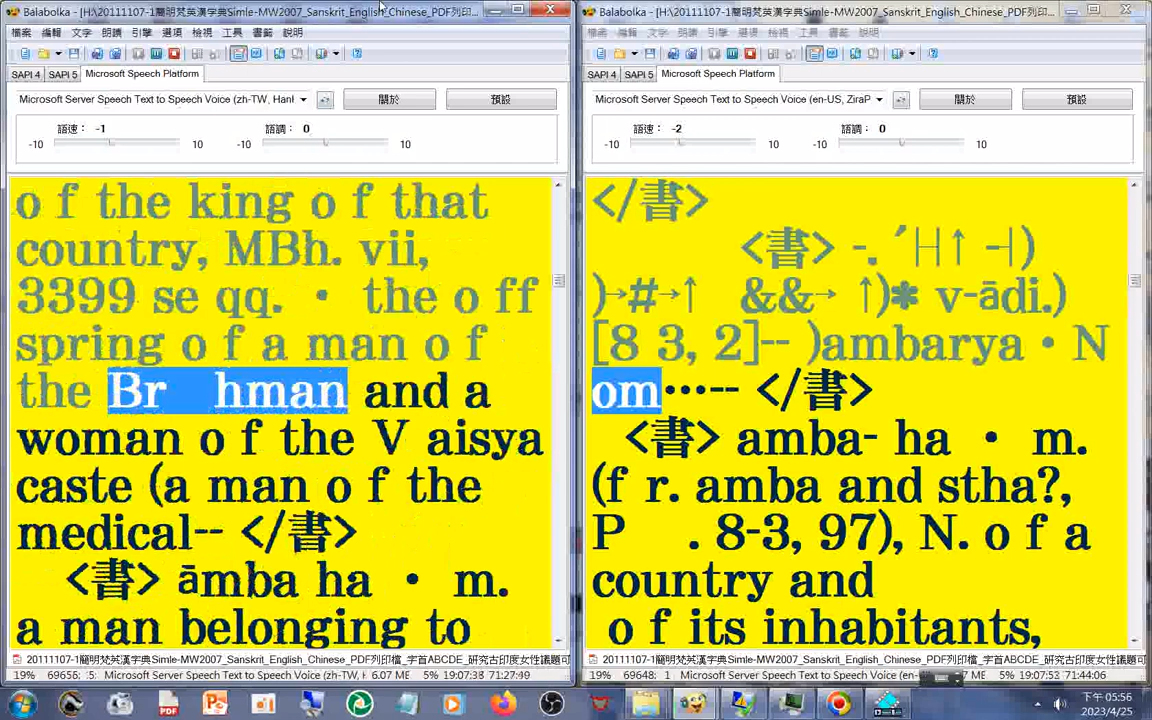 Balabolka - [H:\20111107-1簡明梵英漢字典Simle-MW2007_Sanskrit_English_Chinese_PDF列印...
檔案 編輯 文字 朗讀 引擎 選項 檢視 工具 書籤 說明
SAPI 4 SAPI 5 Microsoft Speech Platform
Microsoft Server Speech Text to Speech Voice (zh-TW, HanH 關於 預設
語速： -1 語調： 0
-10 10 -10 10
o f the king o f that
country, MBh. vii,
3399 se qq. • the o ff
spring o f a man o f
the Br hman and a
woman o f the V aisya
caste (a man o f the
medical-- </書>
<書> āmba ha • m.
a man belonging to
20111107-1簡明梵英漢字典Simle-MW2007_Sanskrit_English_Chinese_PDF列印檔_字首ABCDE_研究古印度女性議題可
19% 69656: 5: Microsoft Server Speech Text to Speech Voice (zh-TW, 6.07 ME 5% 19:07:38 71:27:49
Balabolka - [H:\20111107-1簡明梵英漢字典Simle-MW2007_Sanskrit_English_Chinese_PDF列印...
檔案 編輯 文字 朗讀 引擎 選項 檢視 工具 書籤 說明
SAPI 4 SAPI 5 Microsoft Speech Platform
Microsoft Server Speech Text to Speech Voice (en-US, ZiraP 關於 預設
語速： -2 語調： 0
-10 10 -10 10
</書>
<書> -. ́├┤↑ ┤)
)→#→↑ &&→ ↑)✱ v-ādi.)
[8 3, 2]-- )ambarya • N
om…-- </書>
<書> amba- ha • m.
(f r. amba and stha?,
P . 8-3, 97), N. o f a
country and
o f its inhabitants,
20111107-1簡明梵英漢字典Simle-MW2007_Sanskrit_English_Chinese_PDF列印檔_字首ABCDE_研究古印度女性議題可
19% 69648: 1 Microsoft Server Speech Text to Speech Voice (en-US, 6.07 ME 5% 19:07:53 71:44:06
下午 05:56
2023/4/25